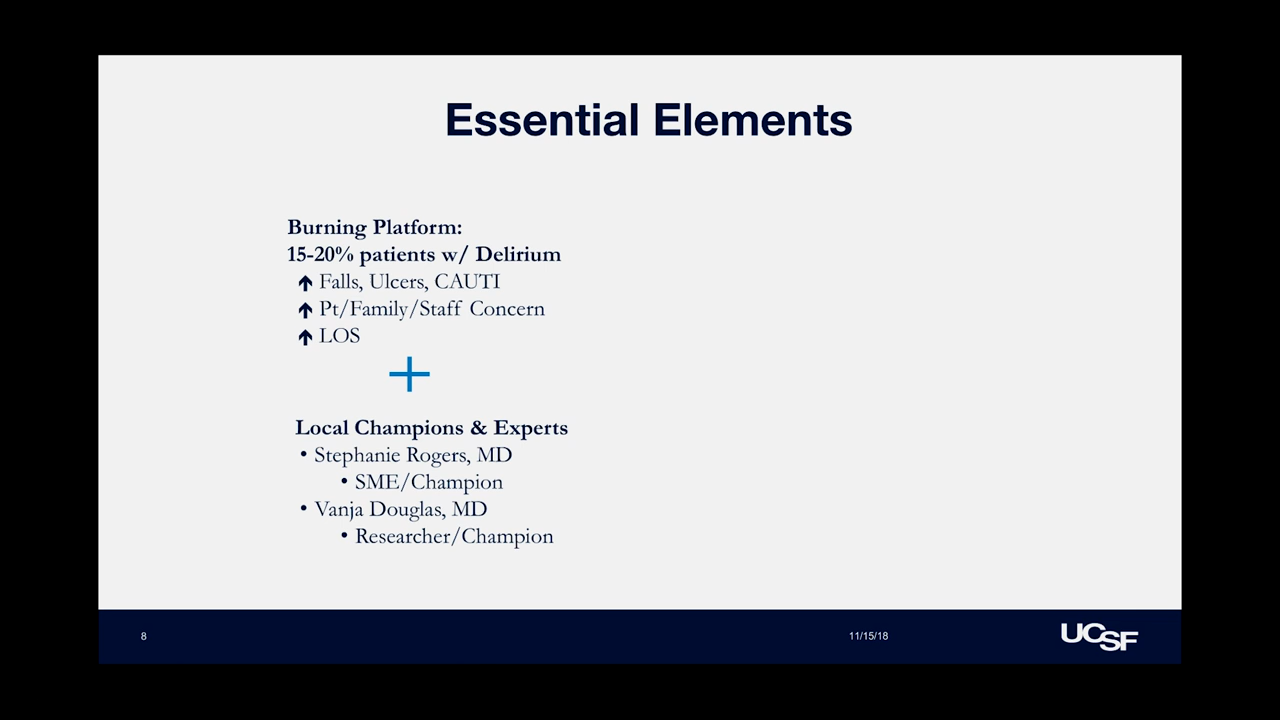 Essential Elements
Burning Platform:
15-20% patients w/ Delirium
Falls, Ulcers, CAUTI
Pt/Family/Staff Concern
LOS
Local Champions & Experts
• Stephanie Rogers, MD
• SME/Champion
• Vanja Douglas, MD
• Researcher/Champion
8
11/15/18
UCSF